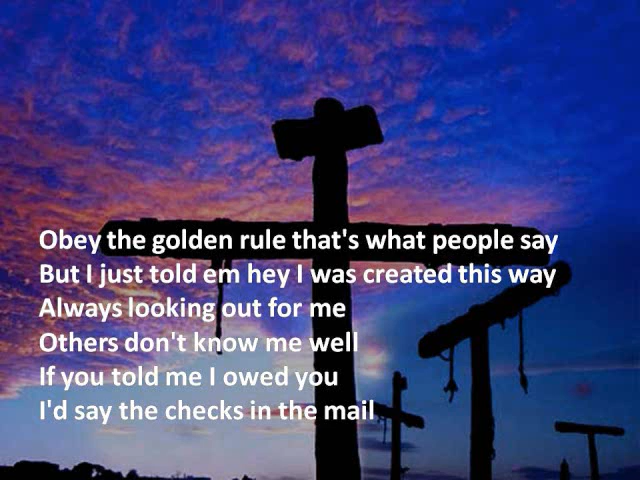 Obey the golden rule that's what people say
But I just told em hey I was created this way
Always looking out for me
Others don't know me well
If you told me I owed you
I'd say the checks in the mail